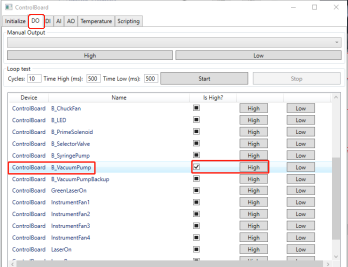 ControlBoard
Initialize DO DI AI AO Temperature Scripting
Manual Output
High Low
Loop test
Cycles: 10 Time High (ms): 500 Time Low (ms): 500 Start Stop
Device Name Is High?
ControlBoard B_ChuckFan High Low
ControlBoard B_LED High Low
ControlBoard B_PrimeSolenoid High Low
ControlBoard B_SelectorValve High Low
ControlBoard B_SyringePump High Low
ControlBoard B_VacuumPump High Low
ControlBoard B_VacuumPumpBackup High Low
ControlBoard GreenLaserOn High Low
ControlBoard InstrumentFan1 High Low
ControlBoard InstrumentFan2 High Low
ControlBoard InstrumentFan3 High Low
ControlBoard InstrumentFan4 High Low
ControlBoard LaserOn High Low